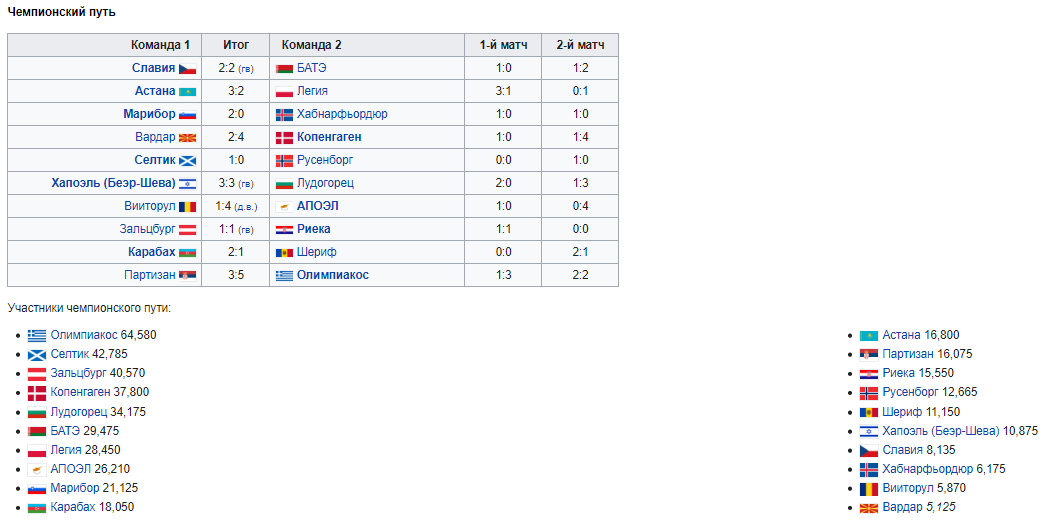 Чемпионский путь
Команда 1 Итог Команда 2 1-й матч 2-й матч
Славия 2:2 (гв) БАТЭ 1:0 1:2
Астана 3:2 Легия 3:1 0:1
Марибор 2:0 Хабнарфьордюр 1:0 1:0
Вардар 2:4 Копенгаген 1:0 1:4
Селтик 1:0 Русенборг 0:0 1:0
Хапоэль (Беэр-Шева) 3:3 (гв) Лудогорец 2:0 1:3
Вииторул 1:4 (д.в.) АПОЭЛ 1:0 0:4
Зальцбург 1:1 (гв) Риека 1:1 0:0
Карабах 2:1 Шериф 0:0 2:1
Партизан 3:5 Олимпиакос 1:3 2:2
Участники чемпионского пути:
Олимпиакос 64,580
Селтик 42,785
Зальцбург 40,570
Копенгаген 37,800
Лудогорец 34,175
БАТЭ 29,475
Легия 28,450
АПОЭЛ 26,210
Марибор 21,125
Карабах 18,050
Астана 16,800
Партизан 16,075
Риека 15,550
Русенборг 12,665
Шериф 11,150
Хапоэль (Беэр-Шева) 10,875
Славия 8,135
Хабнарфьордюр 6,175
Вииторул 5,870
Вардар 5,125